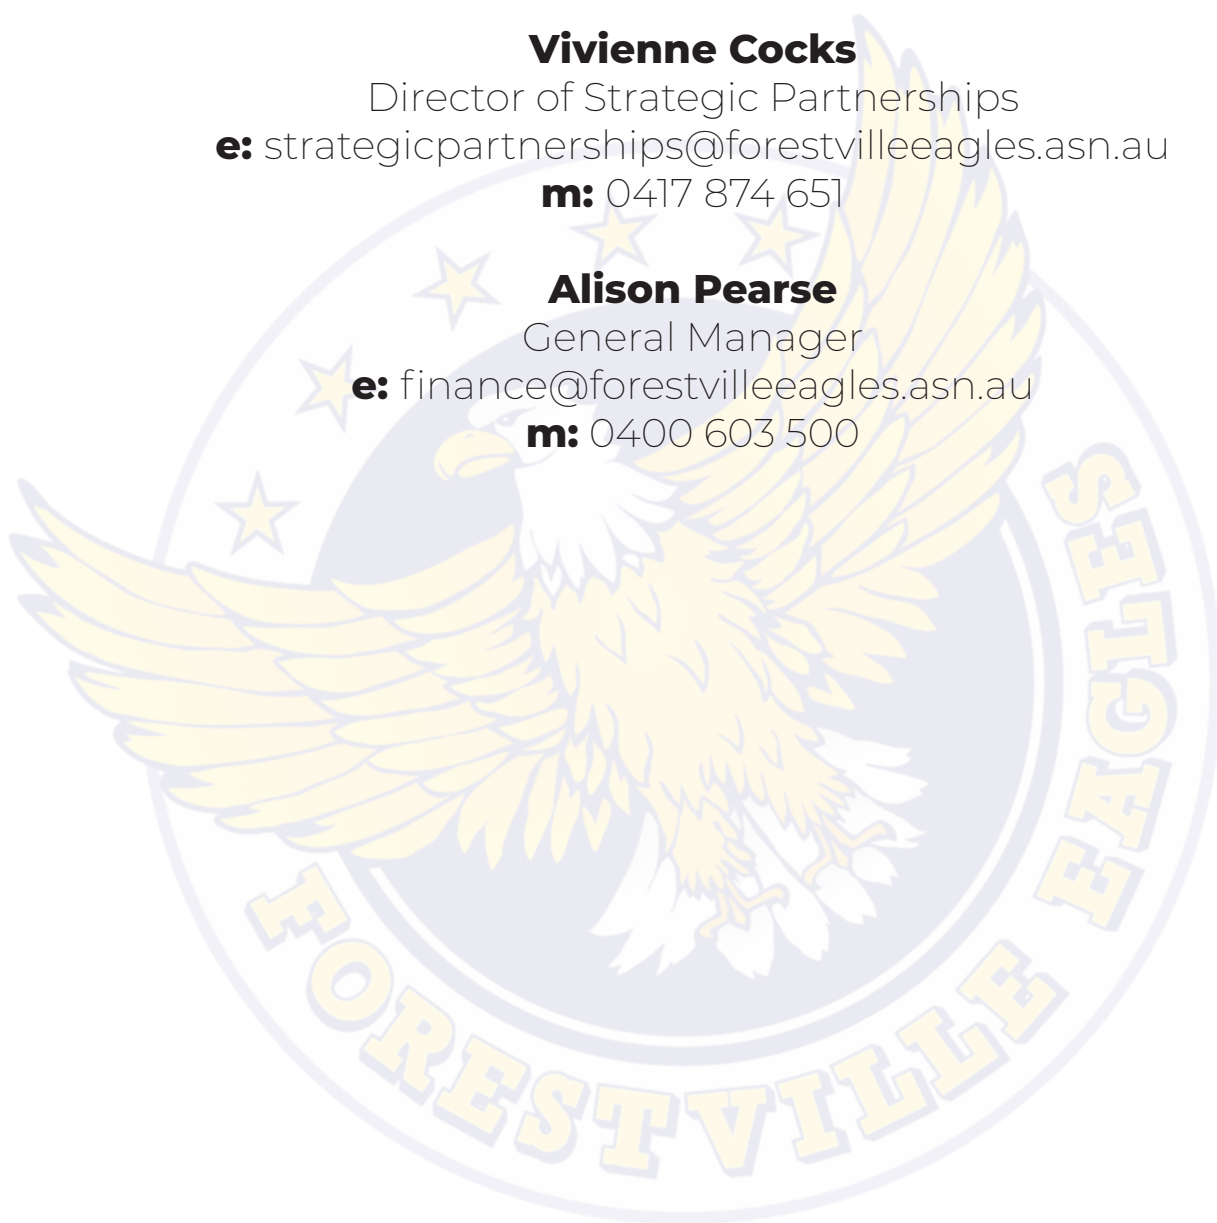 Vivienne Cocks
Director of Strategic Partnerships
e: strategicpartnerships@forestvilleeagles.asn.au
m: 0417 874 651
Alison Pearse
General Manager
e: finance@forestvilleeagles.asn.au
m: 0400 603 500
FORESTVILLE EAGLES